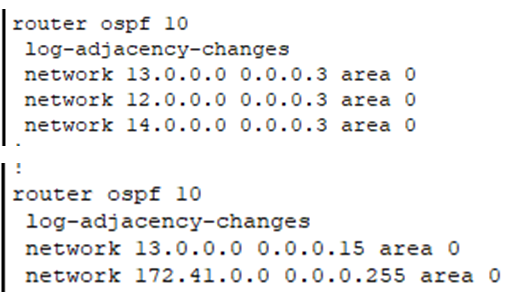 router ospf 10
log-adjacency-changes
network 13.0.0.0 0.0.0.3 area 0
network 12.0.0.0 0.0.0.3 area 0
network 14.0.0.0 0.0.0.3 area 0
!
!
router ospf 10
log-adjacency-changes
network 13.0.0.0 0.0.0.15 area 0
network 172.41.0.0 0.0.0.255 area 0